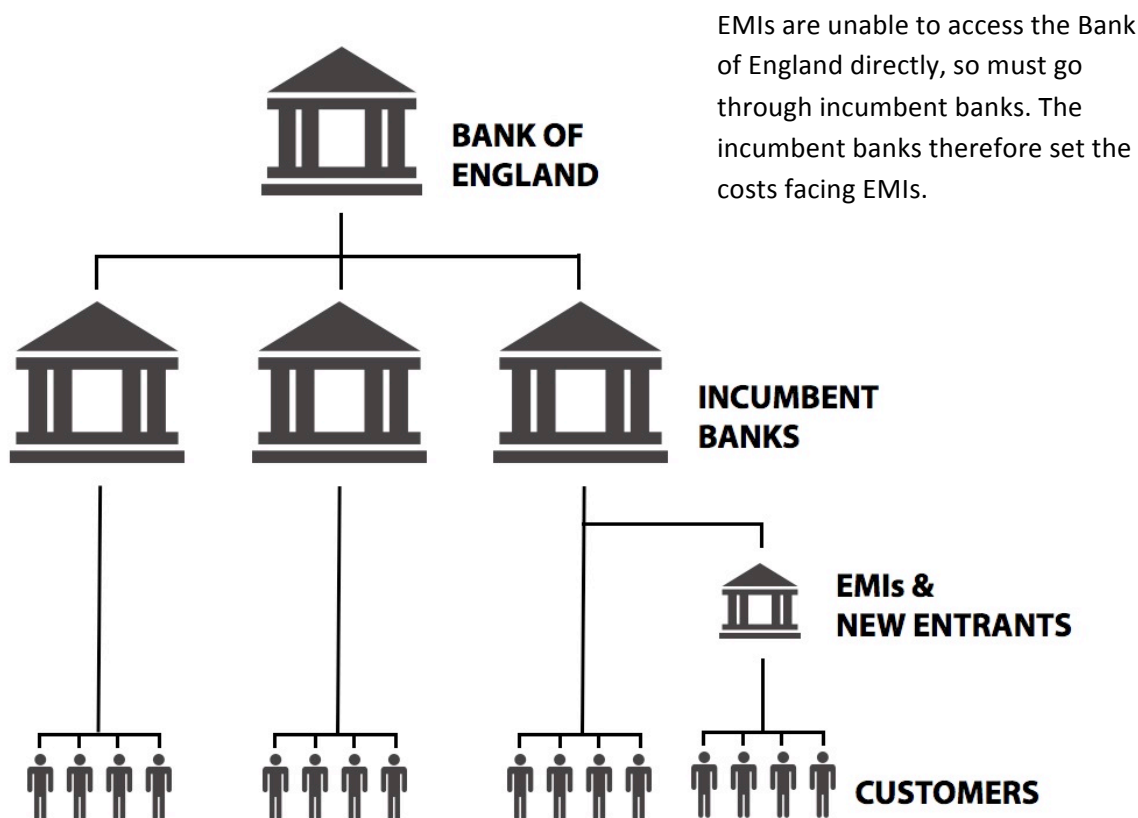 EMIs are unable to access the Bank
of England directly, so must go
through incumbent banks. The
incumbent banks therefore set the
costs facing EMIs.
BANK OF
ENGLAND
INCUMBENT
BANKS
EMIs &
NEW ENTRANTS
CUSTOMERS